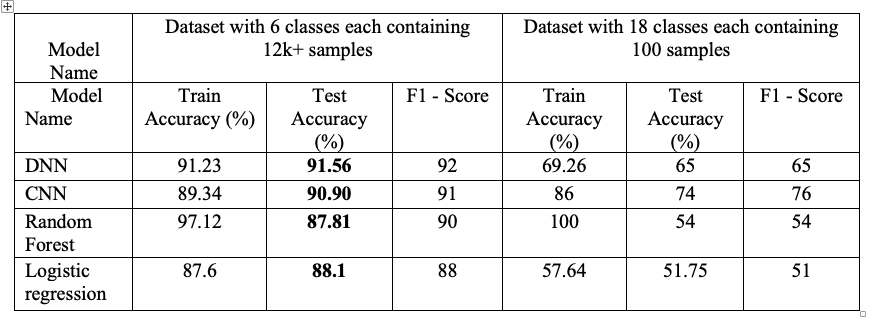 Model Name Dataset with 6 classes each containing 12k+ samples Dataset with 18 classes each containing 100 samples
Model Name Train Accuracy (%) Test Accuracy (%) F1 - Score Train Accuracy (%) Test Accuracy (%) F1 - Score
DNN 91.23 91.56 92 69.26 65 65
CNN 89.34 90.90 91 86 74 76
Random Forest 97.12 87.81 90 100 54 54
Logistic regression 87.6 88.1 88 57.64 51.75 51